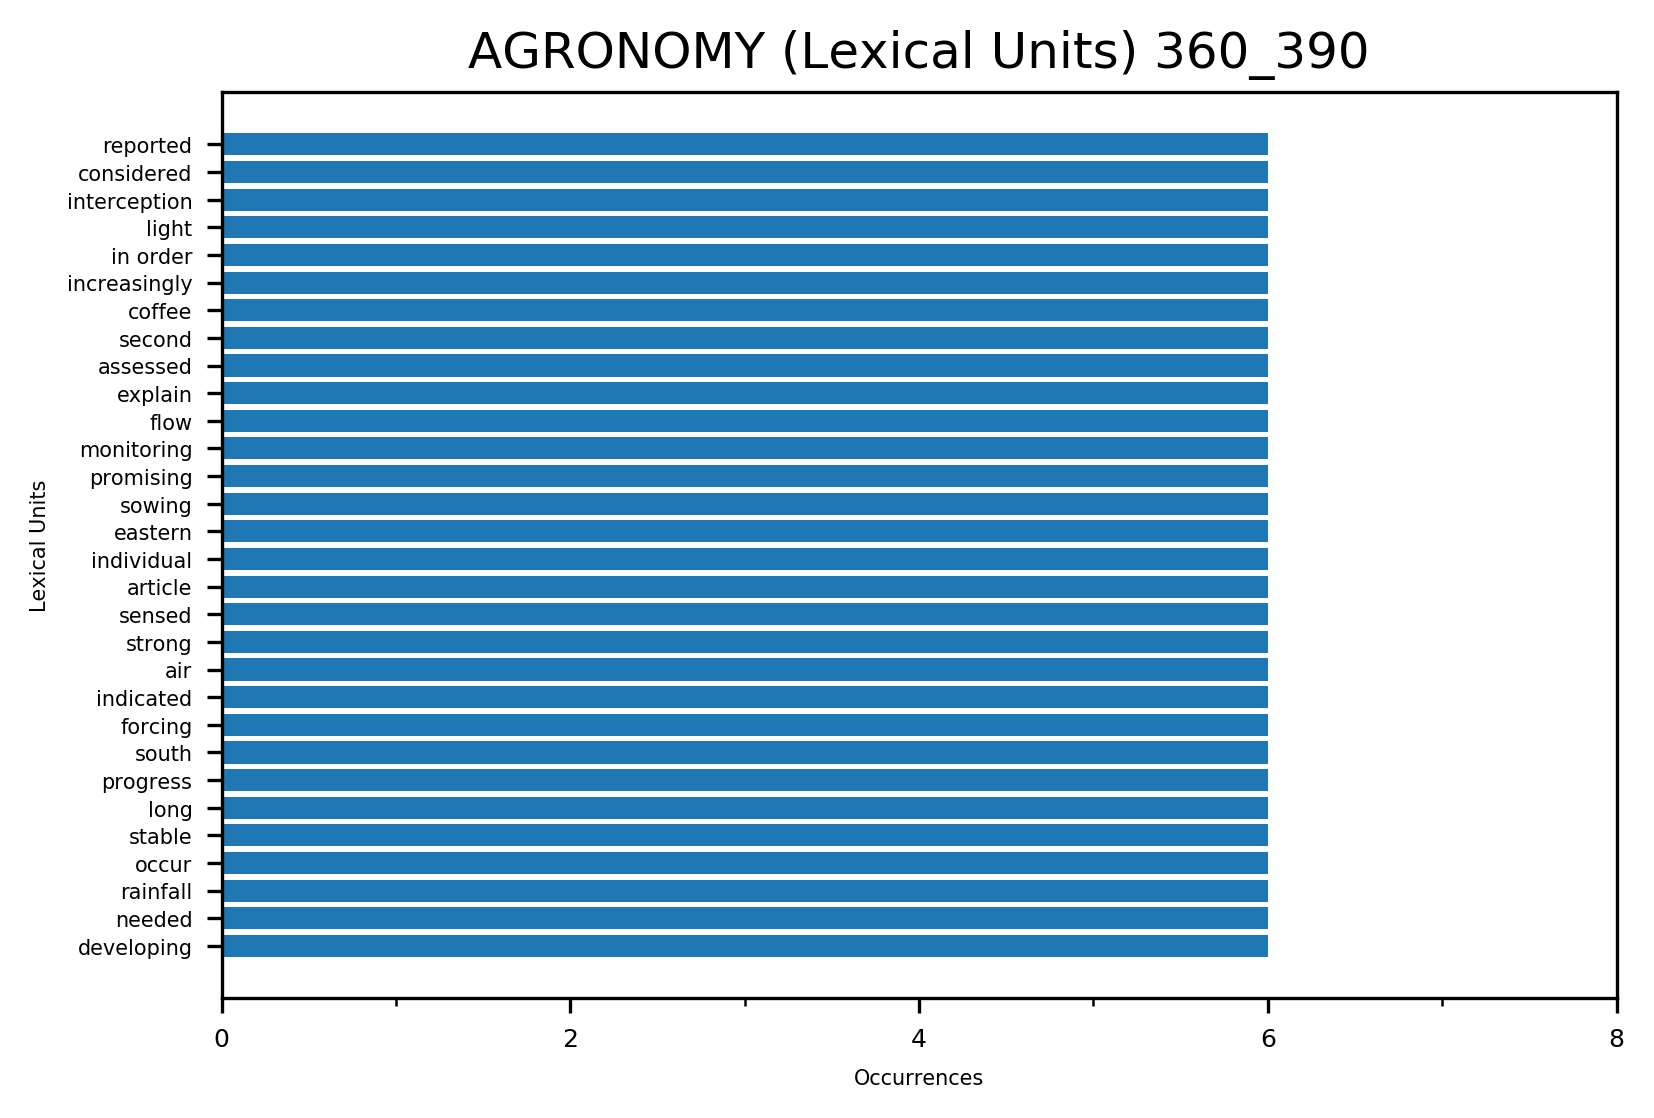 AGRONOMY (Lexical Units) 360_390
reported
considered
interception
light
in order
increasingly
coffee
second
assessed
explain
flow
monitoring
promising
sowing
eastern
individual
article
sensed
strong
air
indicated
forcing
south
progress
long
stable
occur
rainfall
needed
developing
Lexical Units
0 2 4 6 8
Occurrences